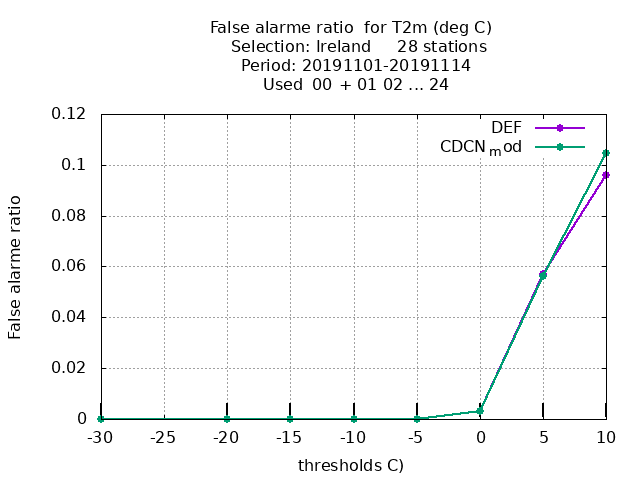 False alarme ratio  for T2m (deg C)
Selection: Ireland     28 stations
Period: 20191101-20191114
Used  00 + 01 02 ... 24
DEF
CDCNmod
False alarme ratio
0.12
0.1
0.08
0.06
0.04
0.02
0
-30 -25 -20 -15 -10 -5 0 5 10
thresholds C)